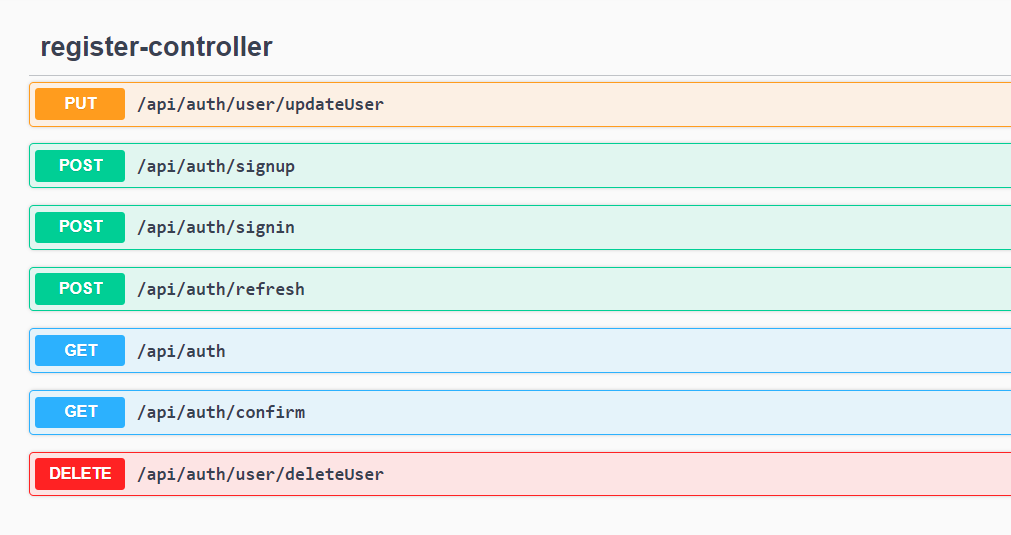 register-controller
PUT /api/auth/user/updateUser
POST /api/auth/signup
POST /api/auth/signin
POST /api/auth/refresh
GET /api/auth
GET /api/auth/confirm
DELETE /api/auth/user/deleteUser